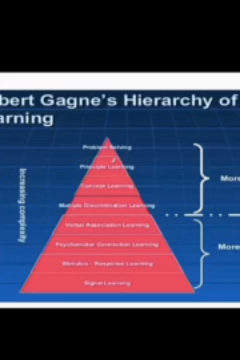 bert Gagne's Hierarchy of
arning
Problem Solving
Principle Learning
Concept Learning
Multiple Discrimination Learning
Verbal Association Learning
Psychomotor Connection Learning
Stimulus - Response Learning
Signal Learning
Increasing complexity
More
More